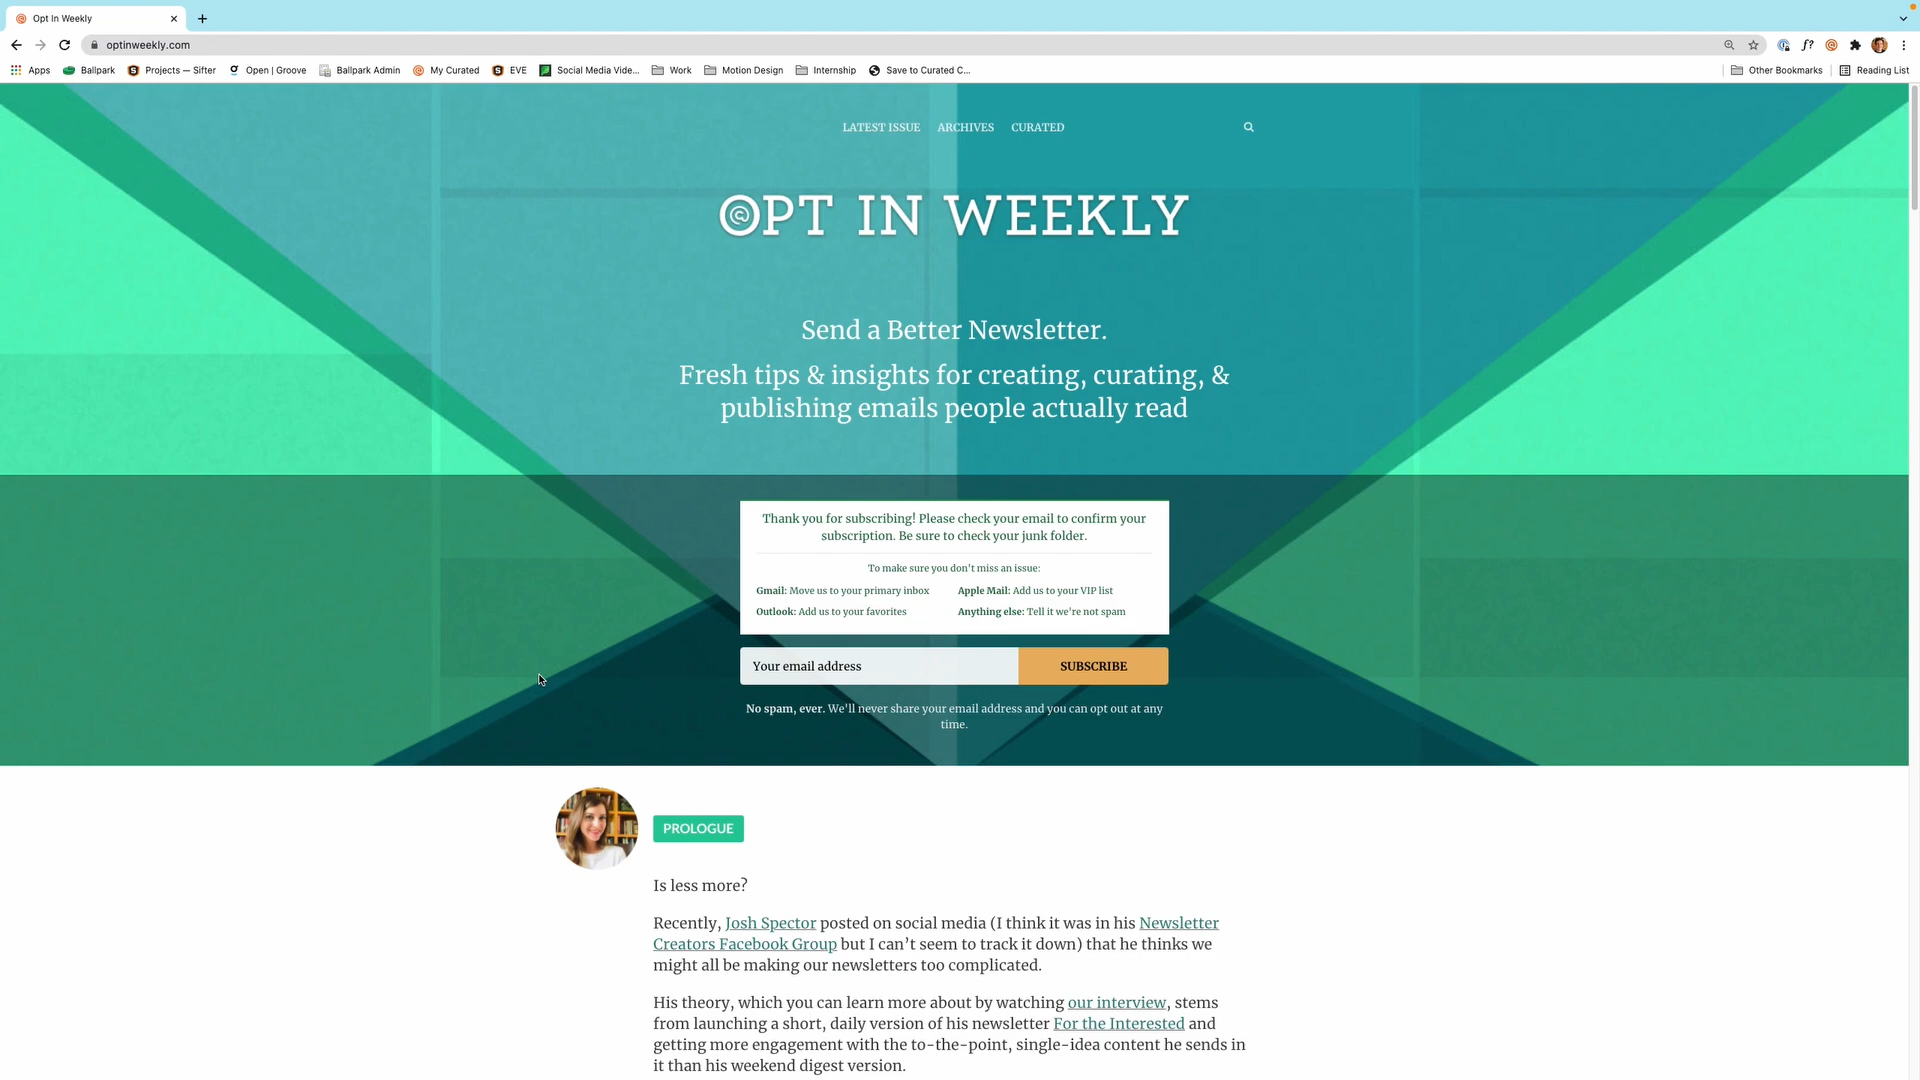 Opt In Weekly
optinweekly.com
Apps Ballpark Projects — Sifter Open | Groove Ballpark Admin My Curated EVE Social Media Vide... Work Motion Design Internship Save to Curated C... Other Bookmarks Reading List
LATEST ISSUE ARCHIVES CURATED
OPT IN WEEKLY
Send a Better Newsletter.
Fresh tips & insights for creating, curating, &
publishing emails people actually read
Thank you for subscribing! Please check your email to confirm your
subscription. Be sure to check your junk folder.
To make sure you don't miss an issue:
Gmail: Move us to your primary inbox Apple Mail: Add us to your VIP list
Outlook: Add us to your favorites Anything else: Tell it we're not spam
Your email address SUBSCRIBE
No spam, ever. We'll never share your email address and you can opt out at any
time.
PROLOGUE
Is less more?
Recently, Josh Spector posted on social media (I think it was in his Newsletter
Creators Facebook Group but I can’t seem to track it down) that he thinks we
might all be making our newsletters too complicated.
His theory, which you can learn more about by watching our interview, stems
from launching a short, daily version of his newsletter For the Interested and
getting more engagement with the to-the-point, single-idea content he sends in
it than his weekend digest version.